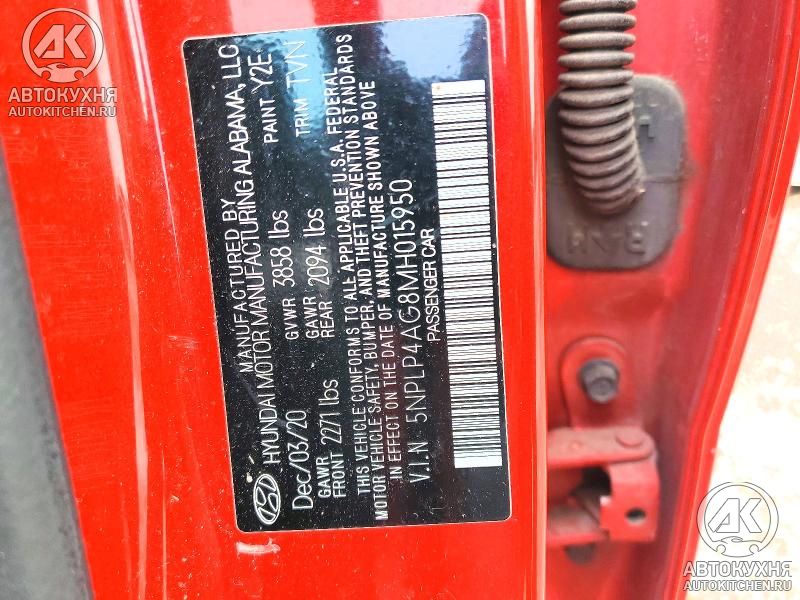 AK
АВТОКУХНЯ
AUTOKITCHEN.RU
MANUFACTURED BY
HYUNDAI MOTOR MANUFACTURING ALABAMA, LLC
Dec/03/20 GVWR 3858 lbs PAINT Y2E
GAWR FRONT 2271 lbs GAWR REAR 2094 lbs TRIM TVN
THIS VEHICLE CONFORMS TO ALL APPLICABLE U.S.A. FEDERAL
MOTOR VEHICLE SAFETY, BUMPER, AND THEFT PREVENTION STANDARDS
IN EFFECT ON THE DATE OF MANUFACTURE SHOWN ABOVE
V.I.N 5NPLP4AG8MH015950
PASSENGER CAR
AK
АВТОКУХНЯ
AUTOKITCHEN.RU